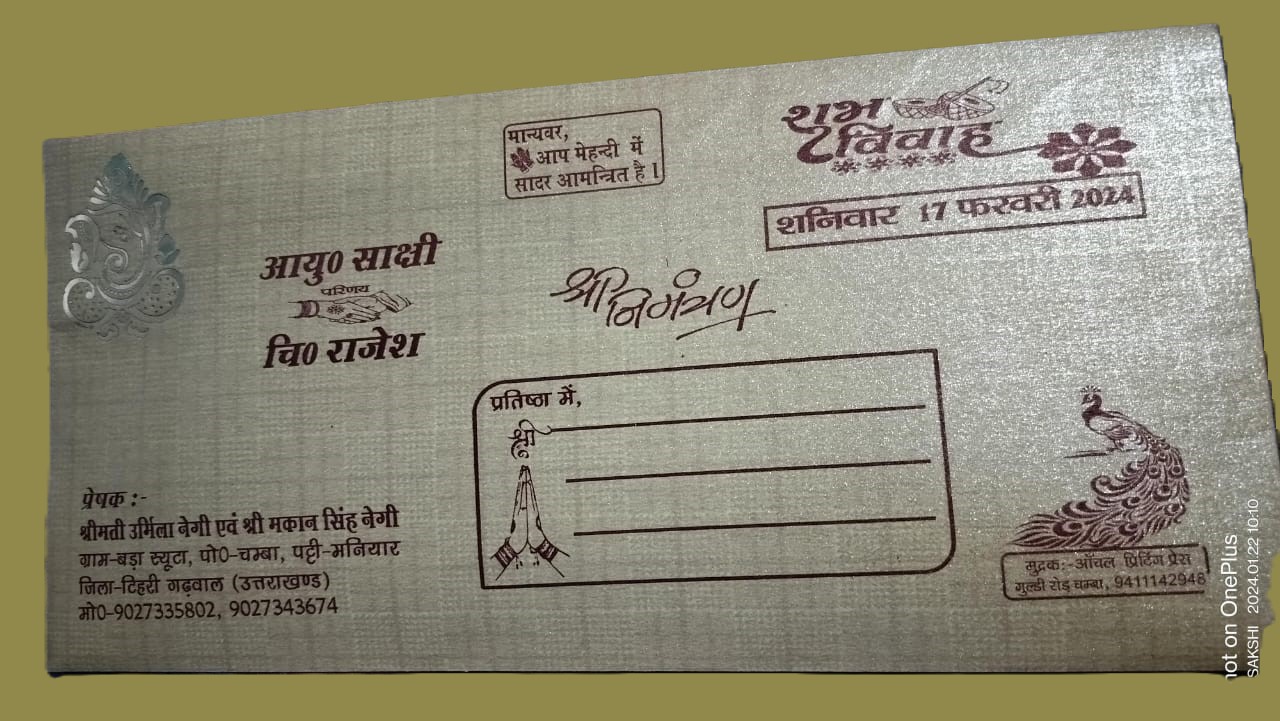 शुभ
विवाह
शनिवार 17 फरवरी 2024
मान्यवर,
आप मेहन्दी में
सादर आमन्त्रित है।
आयु0 साक्षी
परिणय
चि0 राजेश
श्री
निमंत्रण
प्रतिष्ठा में,
श्री
प्रेषक :-
श्रीमती उर्मिला नेगी एवं श्री मकान सिंह नेगी
ग्राम-बड़ा स्यूटा, पो0-चम्बा, पट्टी-मनियार
जिला-टिहरी गढ़वाल (उत्तराखण्ड)
मो0-9027335802, 9027343674
मुद्रक:-आँचल प्रिटिंग प्रेस
गुल्डी रोड़ चम्बा, 9411142948
not on OnePlus
SAKSHI 2024.01.22 10:10